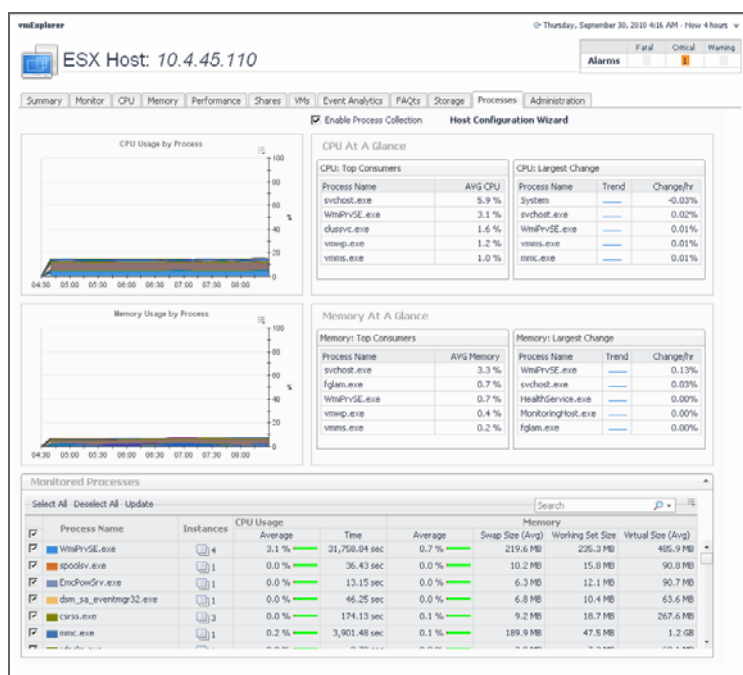 vmExplorer
Thursday, September 30, 2010 4:16 AM - Now 4 hours
ESX Host: 10.4.45.110
Fatal Critical Warning
Alarms 1
Summary Monitor CPU Memory Performance Shares VMs Event Analytics FAQts Storage Processes Administration
Enable Process Collection Host Configuration Wizard
CPU Usage by Process
100
80
60
40
20
0
%
04:30 05:00 05:30 06:00 06:30 07:00 07:30 08:00
CPU At A Glance
CPU: Top Consumers
Process Name AVG CPU
svchost.exe 5.9 %
WmiPrvSE.exe 3.1 %
clussvc.exe 1.6 %
vmwp.exe 1.2 %
vmms.exe 1.0 %
CPU: Largest Change
Process Name Trend Change/hr
System -0.03%
svchost.exe 0.02%
WmiPrvSE.exe 0.01%
vmms.exe 0.01%
mmc.exe 0.01%
Memory Usage by Process
100
80
60
40
20
0
%
04:30 05:00 05:30 06:00 06:30 07:00 07:30 08:00
Memory At A Glance
Memory: Top Consumers
Process Name AVG Memory
svchost.exe 3.3 %
fglam.exe 0.7 %
WmiPrvSE.exe 0.7 %
vmwp.exe 0.4 %
vmms.exe 0.2 %
Memory: Largest Change
Process Name Trend Change/hr
WmiPrvSE.exe 0.13%
svchost.exe 0.03%
HealthService.exe 0.00%
MonitoringHost.exe 0.00%
fglam.exe 0.00%
Monitored Processes
Select All Deselect All Update Search
CPU Usage Memory
Process Name Instances Average Time Average Swap Size (Avg) Working Set Size Virtual Size (Avg)
WmiPrvSE.exe 4 3.1 % 31,758.04 sec 0.7 % 219.6 MB 235.3 MB 485.9 MB
spoolsv.exe 1 0.0 % 36.43 sec 0.0 % 10.2 MB 15.8 MB 90.8 MB
EmcPowSrv.exe 1 0.0 % 13.15 sec 0.0 % 6.3 MB 12.1 MB 90.7 MB
dsm_sa_eventmgr32.exe 1 0.0 % 46.25 sec 0.0 % 6.8 MB 10.4 MB 63.6 MB
csrss.exe 3 0.0 % 174.13 sec 0.1 % 9.2 MB 18.7 MB 267.6 MB
mmc.exe 1 0.2 % 3,901.48 sec 0.1 % 189.9 MB 47.5 MB 1.2 GB